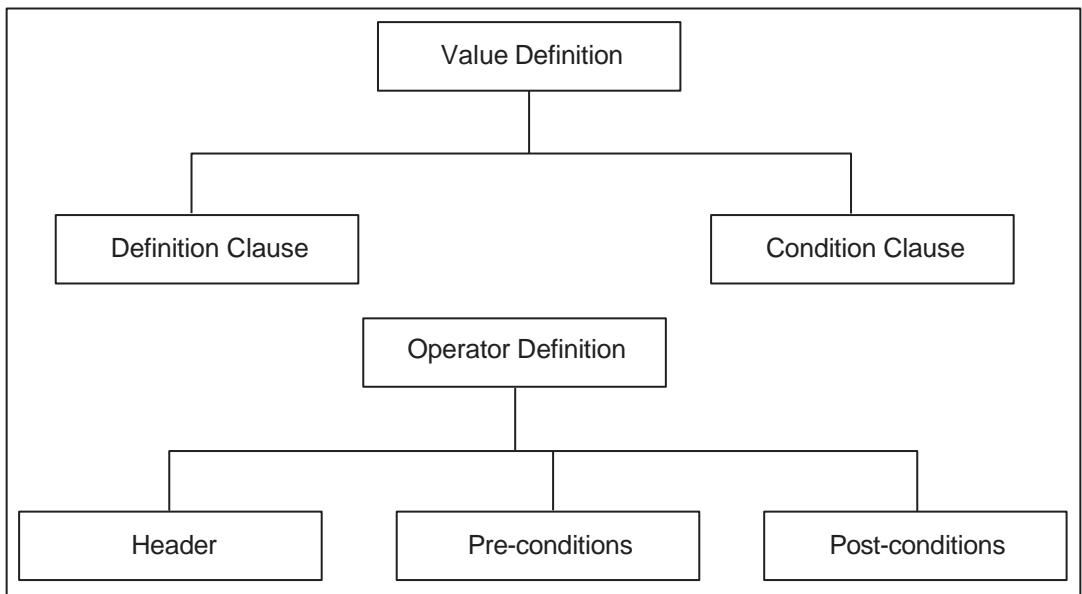 Value Definition
Definition Clause
Condition Clause
Operator Definition
Header
Pre-conditions
Post-conditions